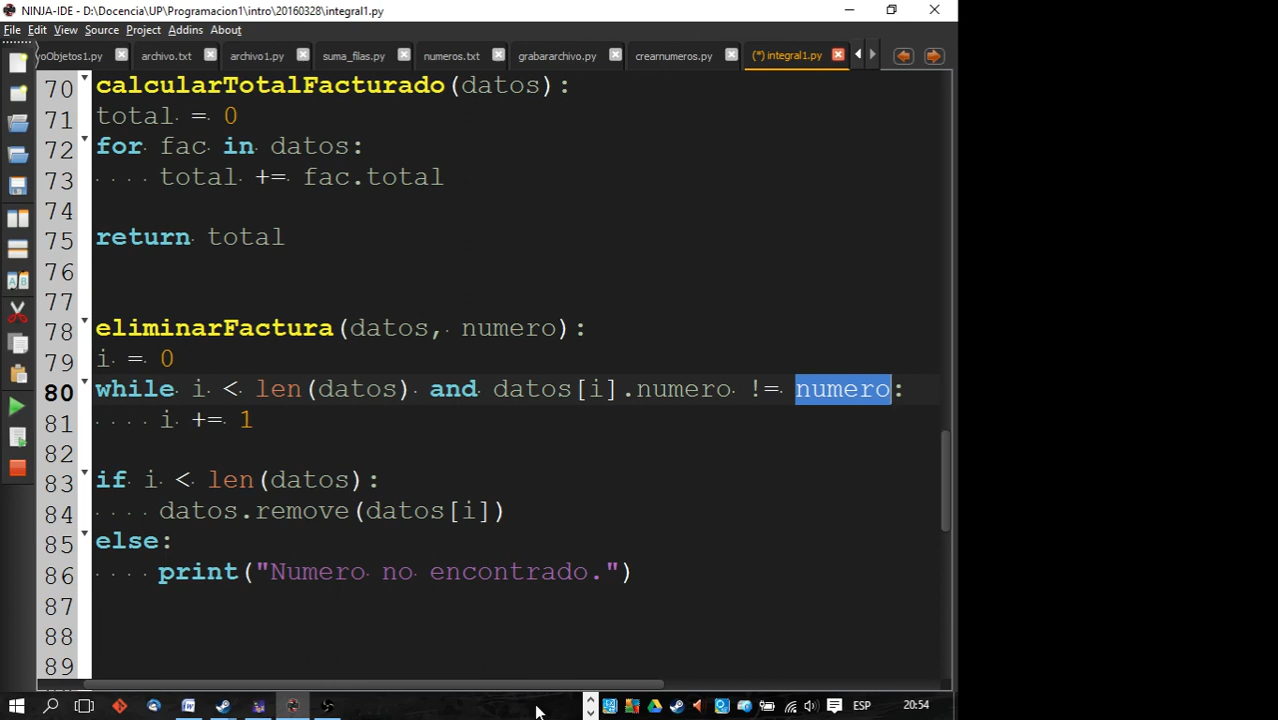 NINJA-IDE - D:\Docencia\UP\Programacion1\intro\20160328\integral1.py
File Edit View Source Project Addins About
yoObjetos1.py archivo.txt archivo1.py suma_filas.py numeros.txt grabararchivo.py crearnumeros.py (*) integral1.py
70 calcularTotalFacturado(datos):
71 total = 0
72 for fac in datos:
73 total += fac.total
74
75 return total
76
77
78 eliminarFactura(datos, numero):
79 i = 0
80 while i < len(datos) and datos[i].numero != numero:
81 i += 1
82
83 if i < len(datos):
84 datos.remove(datos[i])
85 else:
86 print("Numero no encontrado.")
87
88
89
ESP 20:54